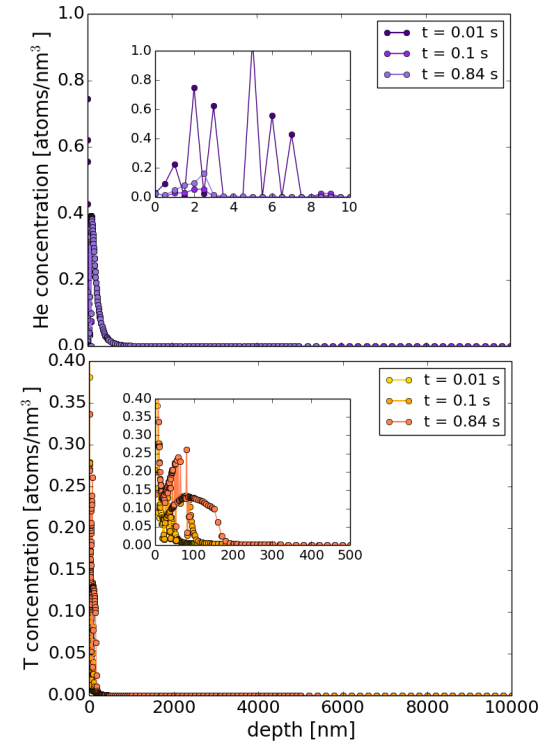 He concentration [atoms/nm³ ]
1.0
0.8
0.6
0.4
0.2
0.0
t = 0.01 s
t = 0.1 s
t = 0.84 s
1.0
0.8
0.6
0.4
0.2
0.0
0 2 4 6 8 10
T concentration [atoms/nm³ ]
0.40
0.35
0.30
0.25
0.20
0.15
0.10
0.05
0.00
t = 0.01 s
t = 0.1 s
t = 0.84 s
0.40
0.35
0.30
0.25
0.20
0.15
0.10
0.05
0.00
0 100 200 300 400 500
0 2000 4000 6000 8000 10000
depth [nm]